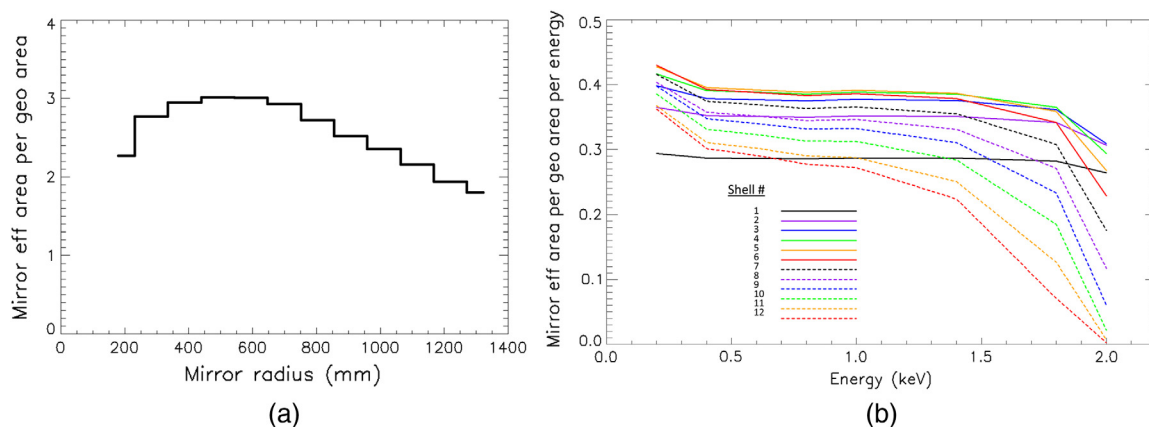 4
3
2
1
0
Mirror eff area per geo area
0 200 400 600 800 1000 1200 1400
Mirror radius (mm)
(a)
0.5
0.4
0.3
0.2
0.1
0.0
Mirror eff area per geo area per energy
Shell #
1
2
3
4
5
6
7
8
9
10
11
12
0.0 0.5 1.0 1.5 2.0
Energy (keV)
(b)